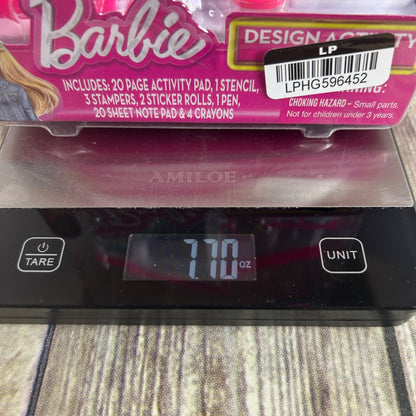 Barbie
DESIGN ACTIVITY
LP
LPHG596452
INCLUDES: 20 PAGE ACTIVITY PAD, 1 STENCIL,
3 STAMPERS, 2 STICKER ROLLS, 1 PEN,
20 SHEET NOTE PAD & 4 CRAYONS
CHOKING HAZARD – Small parts.
Not for children under 3 years.
AMILOE
TARE
7.70 oz
UNIT